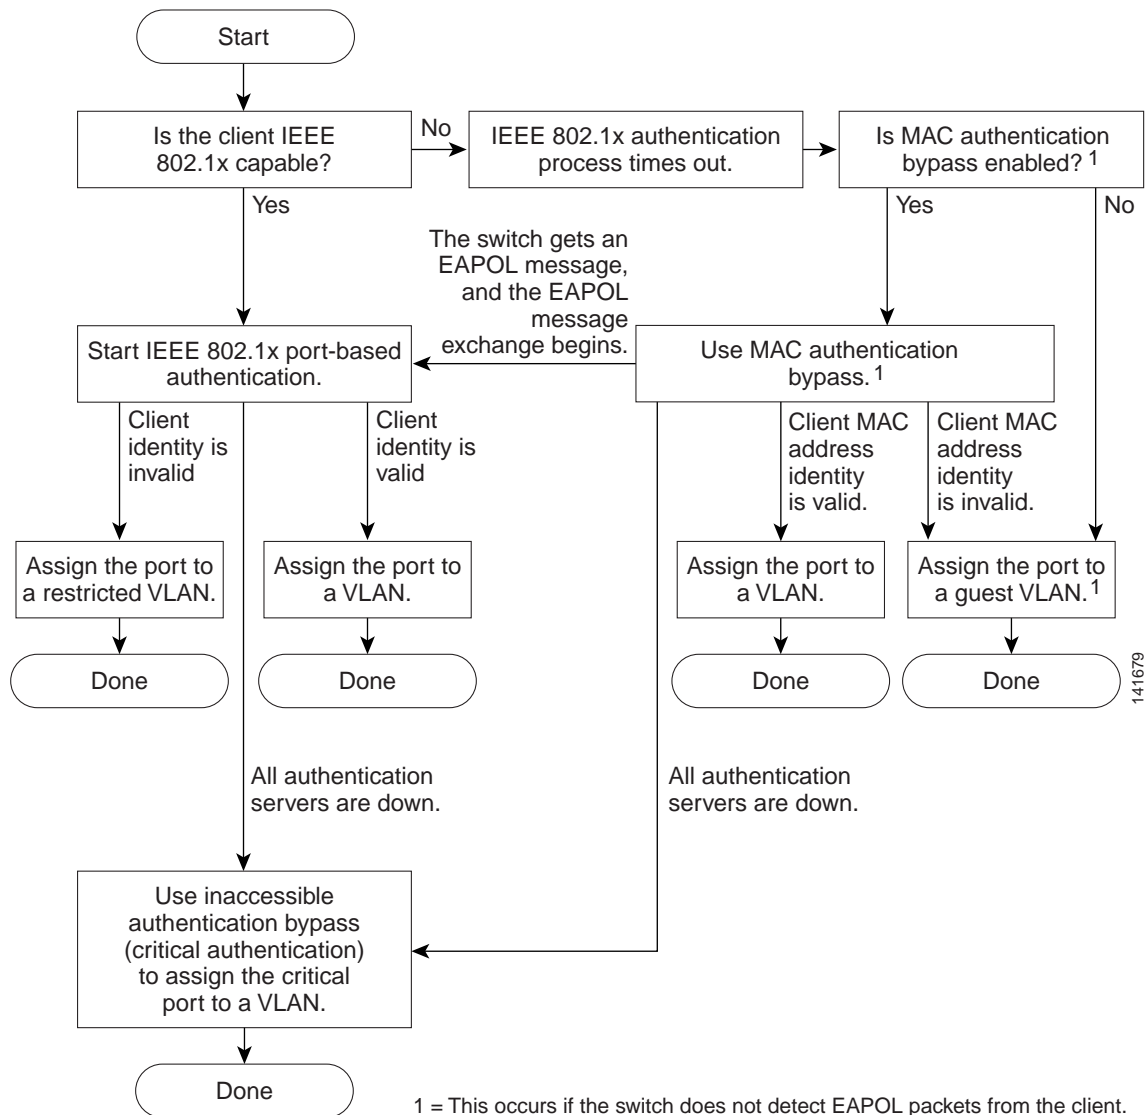 Start
Is the client IEEE
802.1x capable?
No
IEEE 802.1x authentication
process times out.
Is MAC authentication
bypass enabled? 1
Yes
Yes
No
The switch gets an
EAPOL message,
and the EAPOL
message
exchange begins.
Start IEEE 802.1x port-based
authentication.
Use MAC authentication
bypass. 1
Client
identity is
invalid
Client
identity is
valid
Client MAC
address
identity
is valid.
Client MAC
address
identity
is invalid.
Assign the port to
a restricted VLAN.
Assign the port to
a VLAN.
Assign the port to
a VLAN.
Assign the port to
a guest VLAN. 1
Done
Done
Done
Done
141679
All authentication
servers are down.
All authentication
servers are down.
Use inaccessible
authentication bypass
(critical authentication)
to assign the critical
port to a VLAN.
Done
1 = This occurs if the switch does not detect EAPOL packets from the client.